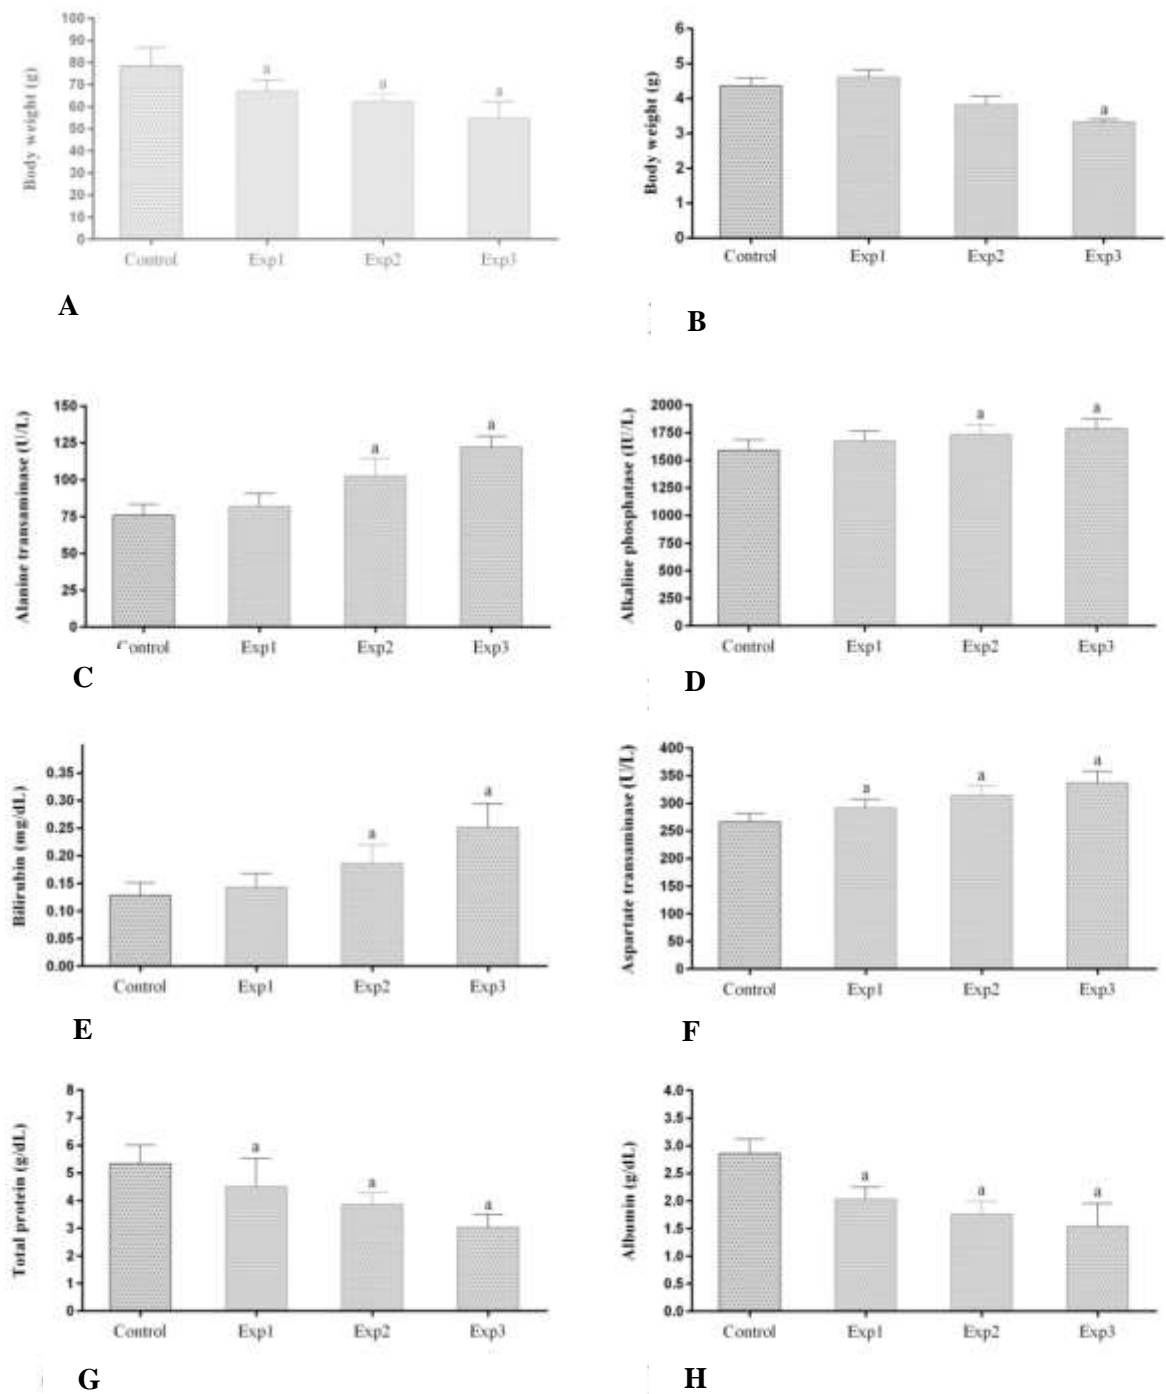 100
90
80
70
60
50
40
30
20
10
0
Body weight (g)
a
a
a
Control Exp1 Exp2 Exp3
A
6
5
4
3
2
1
0
Body weight (g)
a
Control Exp1 Exp2 Exp3
B
150
125
100
75
50
25
0
Alanine transaminase (U/L)
a
a
Control Exp1 Exp2 Exp3
C
2000
1750
1500
1250
1000
750
500
250
0
Alkaline phosphatase (IU/L)
a
a
Control Exp1 Exp2 Exp3
D
0.35
0.30
0.25
0.20
0.15
0.10
0.05
0.00
Bilirubin (mg/dL)
a
a
Control Exp1 Exp2 Exp3
E
400
350
300
250
200
150
100
50
0
Aspartate transaminase (U/L)
a
a
a
Control Exp1 Exp2 Exp3
F
8
7
6
5
4
3
2
1
0
Total protein (g/dL)
a
a
a
Control Exp1 Exp2 Exp3
G
4.0
3.5
3.0
2.5
2.0
1.5
1.0
0.5
0.0
Albumin (g/dL)
a
a
a
Control Exp1 Exp2 Exp3
H